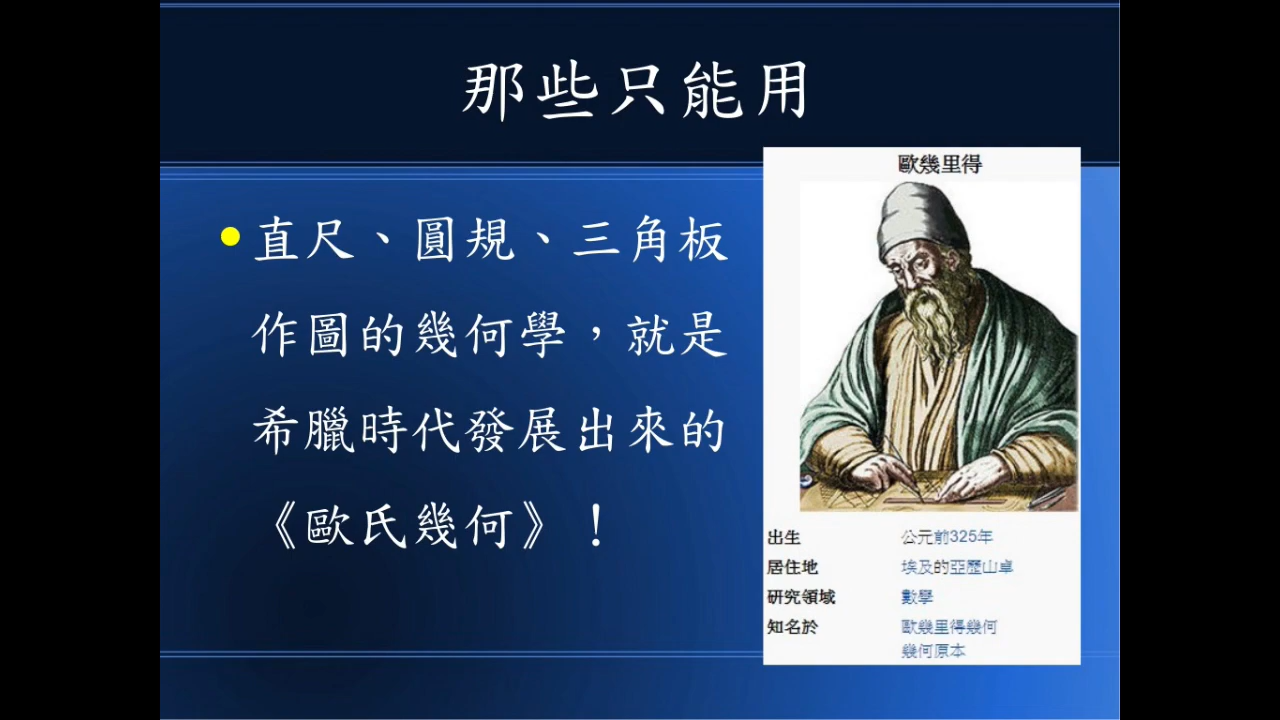 那些只能用
直尺、圓規、三角板
作圖的幾何學，就是
希臘時代發展出來的
《歐氏幾何》！
歐幾里得
出生 公元前325年
居住地 埃及的亞歷山卓
研究領域 數學
知名於 歐幾里得幾何
幾何原本